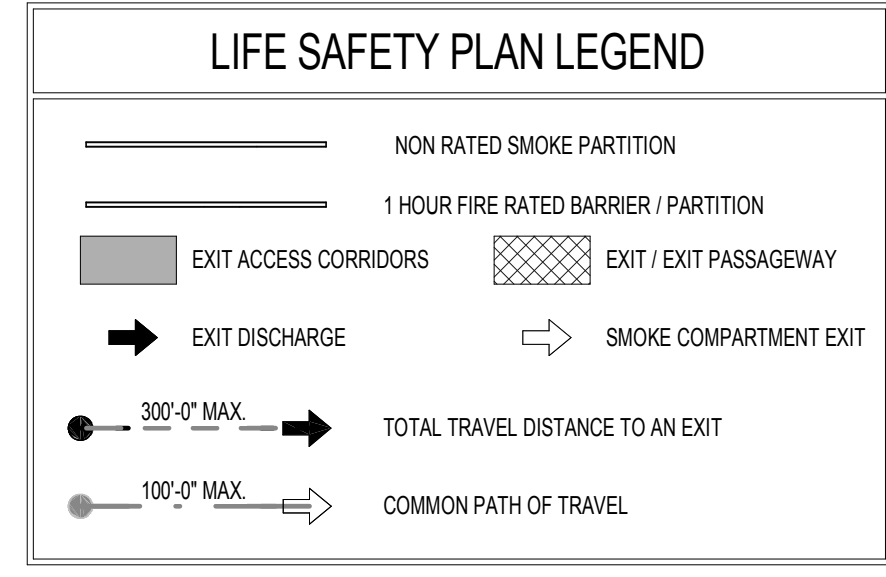 LIFE SAFETY PLAN LEGEND
NON RATED SMOKE PARTITION
1 HOUR FIRE RATED BARRIER / PARTITION
EXIT ACCESS CORRIDORS
EXIT / EXIT PASSAGEWAY
EXIT DISCHARGE
SMOKE COMPARTMENT EXIT
300'-0" MAX.
TOTAL TRAVEL DISTANCE TO AN EXIT
100'-0" MAX.
COMMON PATH OF TRAVEL